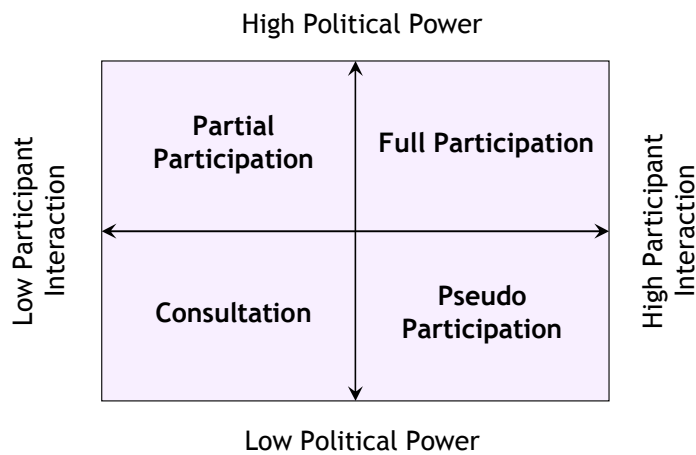 High Political Power
Partial
Participation
Full Participation
Low Participant
Interaction
High Participant
Interaction
Consultation
Pseudo
Participation
Low Political Power